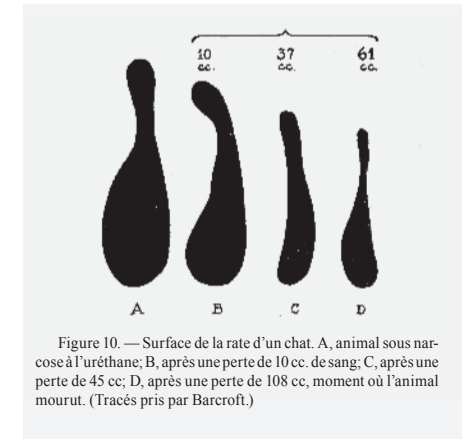 10 37 61
cc. cc. cc.
A B C D
Figure 10. — Surface de la rate d'un chat. A, animal sous nar-
cose à l'uréthane; B, après une perte de 10 cc. de sang; C, après une
perte de 45 cc; D, après une perte de 108 cc, moment où l'animal
mourut. (Tracés pris par Barcroft.)